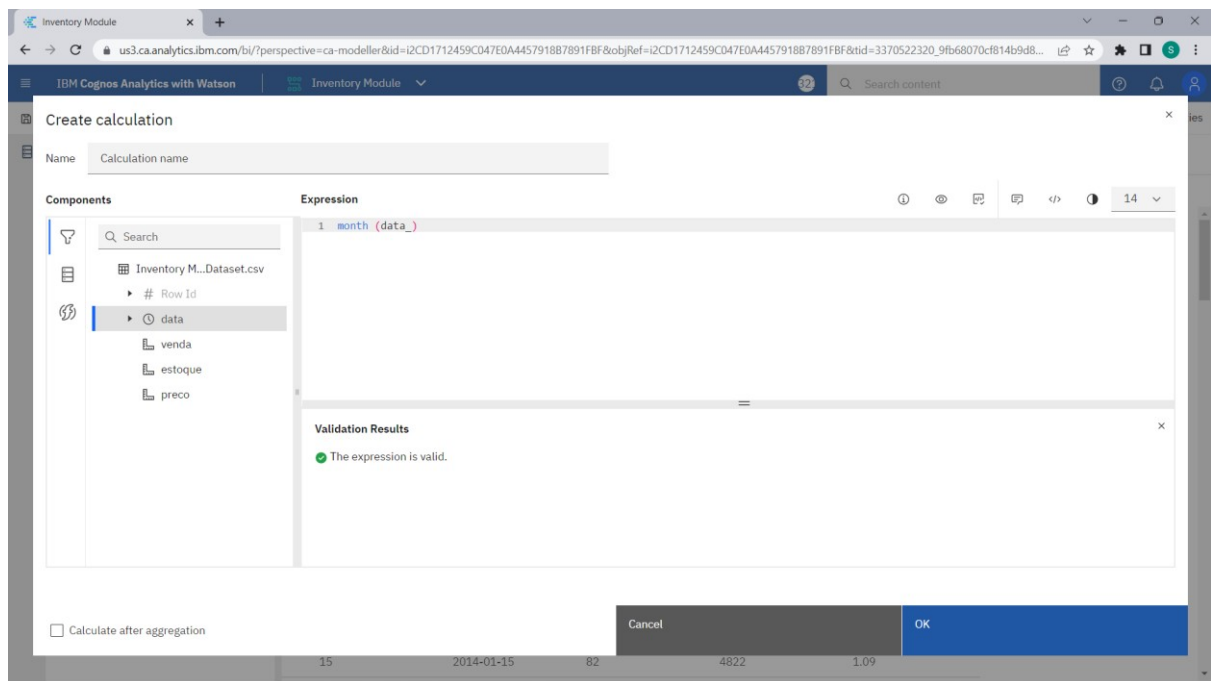 Inventory Module
us3.ca.analytics.ibm.com/bi/?perspective=ca-modeller&id=i2CD1712459C047E0A4457918B7891FBF&objRef=i2CD1712459C047E0A4457918B7891FBF&tid=3370522320_9fb68070cf814b9d8...
S
IBM Cognos Analytics with Watson
Inventory Module
32
Search content
Create calculation
ies
Name
Calculation name
Components
Expression
14
Search
1 month (data_)
Inventory M...Dataset.csv
# Row Id
data
venda
estoque
preco
Validation Results
The expression is valid.
Calculate after aggregation
Cancel
OK
15 2014-01-15 82 4822 1.09